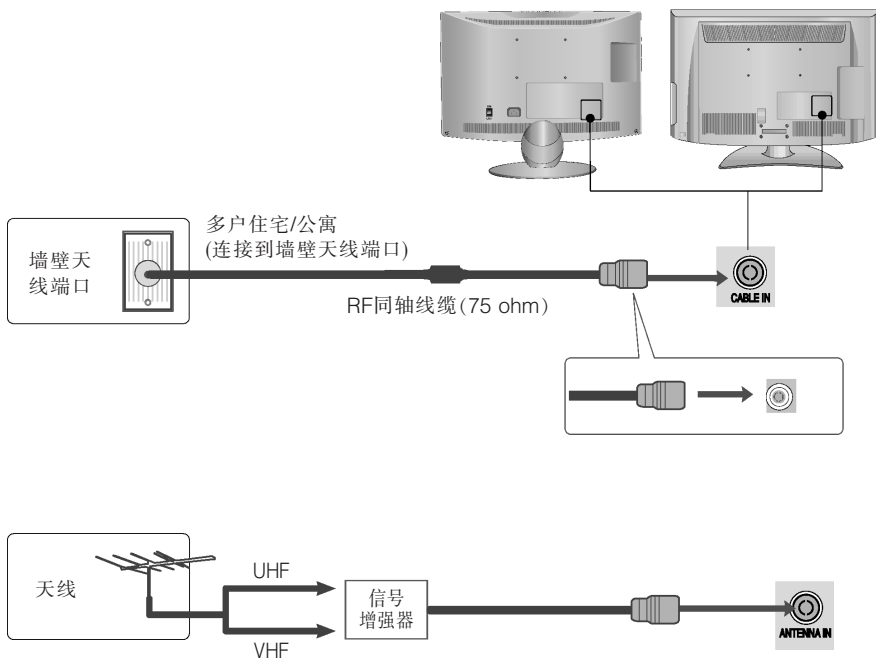 多户住宅/公寓
(连接到墙壁天线端口)
墙壁天
线端口
RF同轴线缆(75 ohm)
CABLE IN
天线
UHF
VHF
信号
增强器
ANTENNA IN